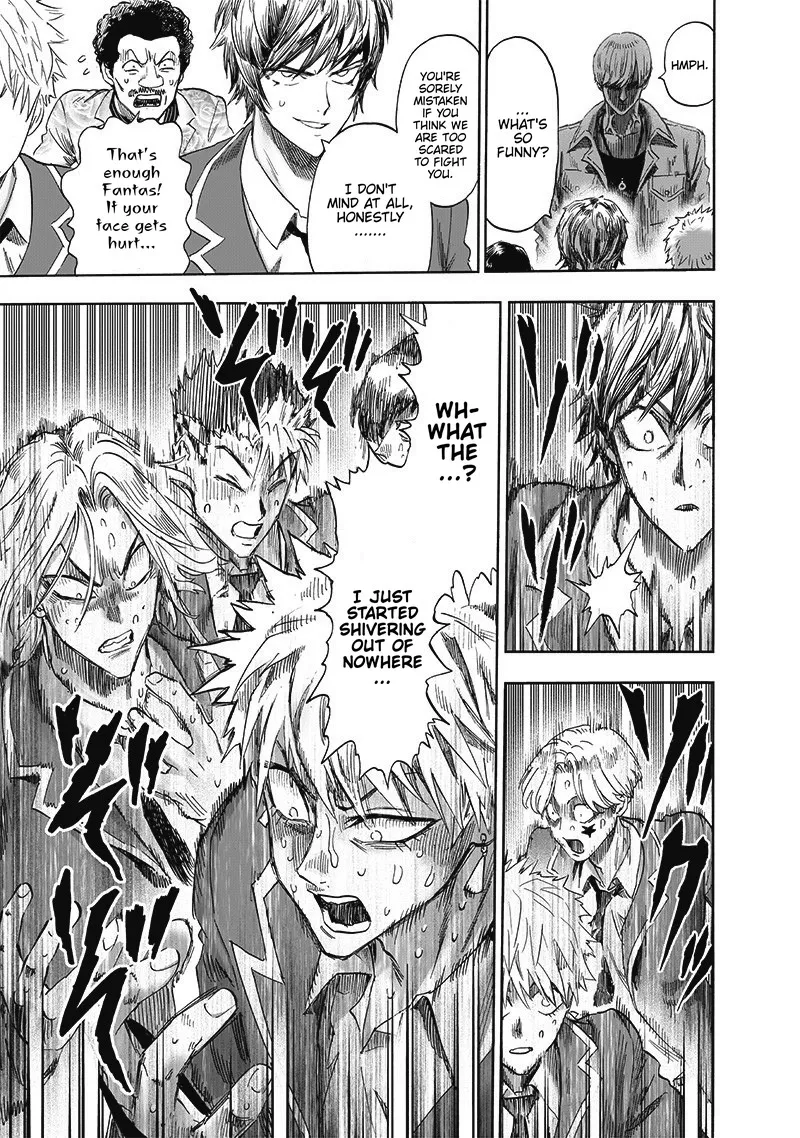 HMPH.
...
WHAT'S
SO
FUNNY?
YOU'RE
SORELY
MISTAKEN
IF YOU
THINK WE
ARE TOO
SCARED
TO FIGHT
YOU.
I DON'T
MIND AT ALL,
HONESTLY
.......
That's
enough
Fantas!
If your
face gets
hurt...
WH-
WHAT
THE
...?
I JUST
STARTED
SHIVERING
OUT OF
NOWHERE
...